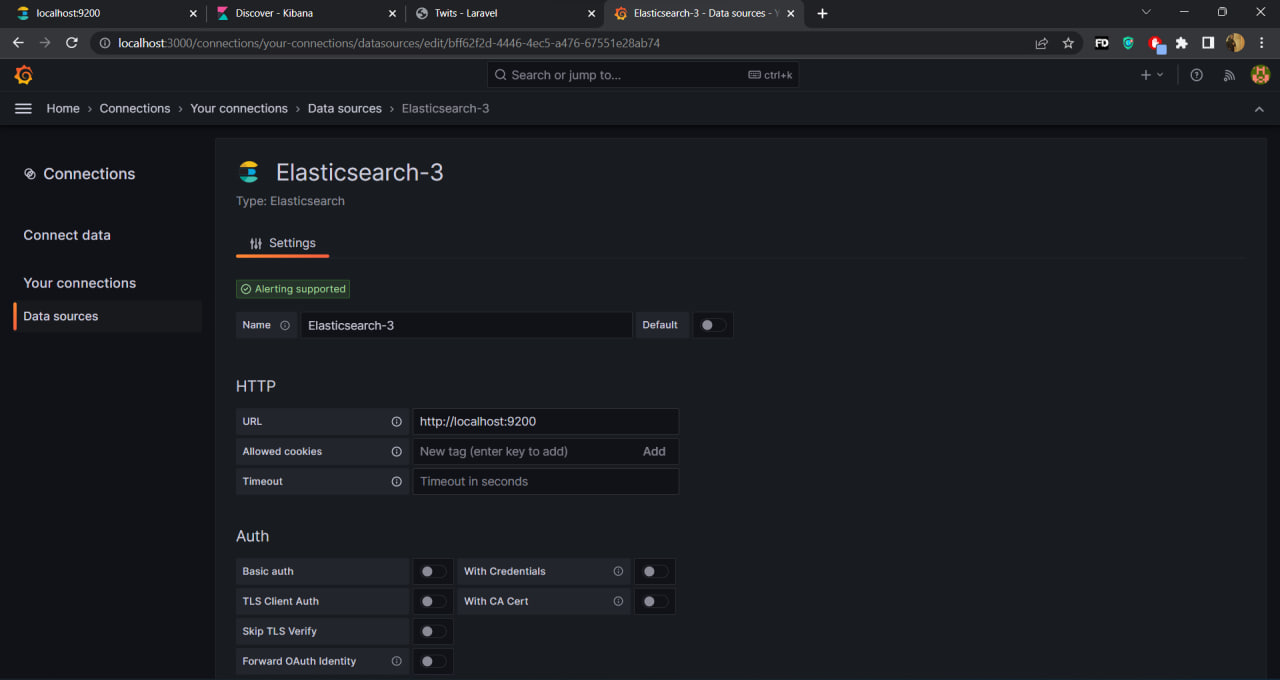 localhost:9200
Discover - Kibana
Twits - Laravel
Elasticsearch-3 - Data sources - Y
localhost:3000/connections/your-connections/datasources/edit/bff62f2d-4446-4ec5-a476-67551e28ab74
FD
Search or jump to...
ctrl+k
Home › Connections › Your connections › Data sources › Elasticsearch-3
Connections
Connect data
Your connections
Data sources
Elasticsearch-3
Type: Elasticsearch
Settings
Alerting supported
Name Elasticsearch-3 Default
HTTP
URL http://localhost:9200
Allowed cookies New tag (enter key to add) Add
Timeout Timeout in seconds
Auth
Basic auth With Credentials
TLS Client Auth With CA Cert
Skip TLS Verify
Forward OAuth Identity